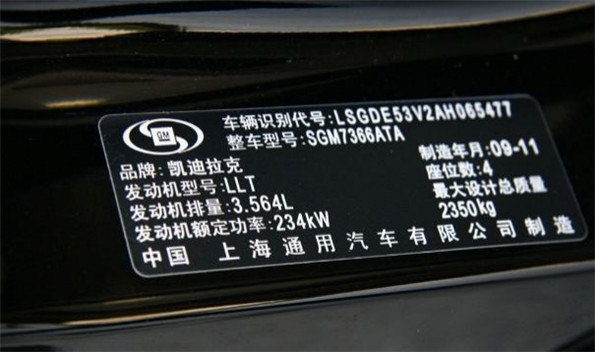 GM
车辆识别代号:LSGDE53V2AH065477
整车型号:SGM7366ATA
品牌:凯迪拉克
制造年月:09-11
发动机型号:LLT
座位数:4
发动机排量:3.564L
最大设计总质量
发动机额定功率:234kW
2350kg
中国 上海通用汽车有限公司制造